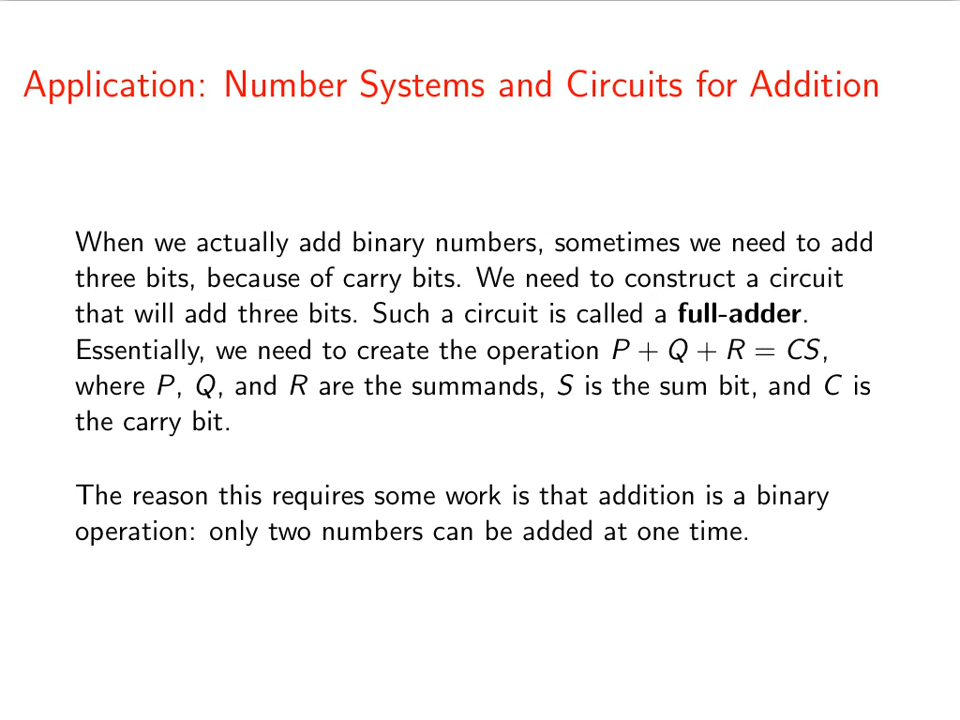 Application: Number Systems and Circuits for Addition
When we actually add binary numbers, sometimes we need to add
three bits, because of carry bits. We need to construct a circuit
that will add three bits. Such a circuit is called a full-adder.
Essentially, we need to create the operation P + Q + R = CS,
where P, Q, and R are the summands, S is the sum bit, and C is
the carry bit.
The reason this requires some work is that addition is a binary
operation: only two numbers can be added at one time.